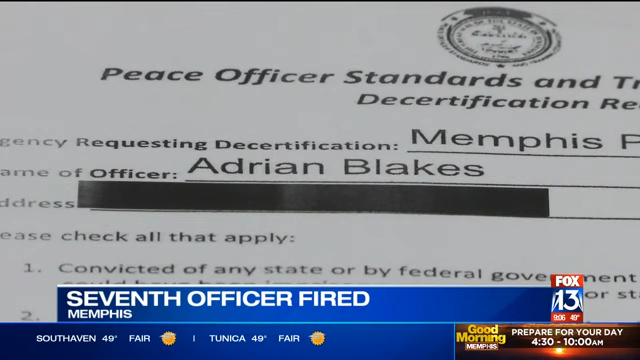 Peace Officer Standards and Tr
Decertification Re
gency Requesting Decertification: Memphis P
ame of Officer: Adrian Blakes
ddress
ease check all that apply:
1. Convicted of any state or by federal government
or sta
2.
SEVENTH OFFICER FIRED
MEMPHIS
FOX
13
9:06 49°
SOUTHAVEN 49° FAIR | TUNICA 49° FAIR
Good Morning MEMPHIS
PREPARE FOR YOUR DAY
4:30 - 10:00AM